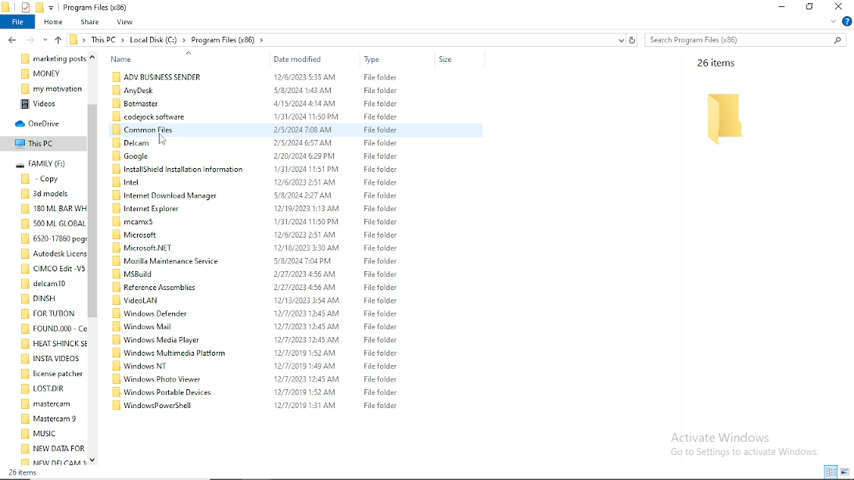 Program Files (x86)
File Home Share View
This PC > Local Disk (C:) > Program Files (x86) >
Search Program Files (x86)
marketing posts
MONEY
my motivation
Videos
OneDrive
This PC
FAMILY (F:)
- Copy
3d models
180 ML BAR WH
500 ML GLOBAL
6520-17860 pogr
Autodesk Licens
CIMCO Edit -V5
delcam10
DINSH
FOR TUTION
FOUND.000 - Co
HEAT SHINCK SE
INSTA VIDEOS
license patcher
LOST.DIR
mastercam
Mastercam 9
MUSIC
NEW DATA FOR
NEW DELCAM 1
Name Date modified Type Size
ADV BUSINESS SENDER 12/6/2023 5:35 AM File folder
AnyDesk 5/8/2024 1:43 AM File folder
Botmaster 4/15/2024 4:14 AM File folder
codejock software 1/31/2024 11:50 PM File folder
Common Files 2/5/2024 7:08 AM File folder
Delcam 2/5/2024 6:57 AM File folder
Google 2/20/2024 6:29 PM File folder
InstallShield Installation Information 1/31/2024 11:51 PM File folder
Intel 12/6/2023 2:51 AM File folder
Internet Download Manager 5/8/2024 2:27 AM File folder
Internet Explorer 12/19/2023 1:13 AM File folder
mcamx5 1/31/2024 11:50 PM File folder
Microsoft 12/6/2023 2:51 AM File folder
Microsoft.NET 12/18/2023 3:30 AM File folder
Mozilla Maintenance Service 5/8/2024 7:04 PM File folder
MSBuild 2/27/2023 4:56 AM File folder
Reference Assemblies 2/27/2023 4:56 AM File folder
VideoLAN 12/13/2023 3:54 AM File folder
Windows Defender 12/7/2023 12:45 AM File folder
Windows Mail 12/7/2023 12:45 AM File folder
Windows Media Player 12/7/2023 12:45 AM File folder
Windows Multimedia Platform 12/7/2019 1:52 AM File folder
Windows NT 12/7/2019 1:49 AM File folder
Windows Photo Viewer 12/7/2023 12:45 AM File folder
Windows Portable Devices 12/7/2019 1:52 AM File folder
WindowsPowerShell 12/7/2019 1:31 AM File folder
26 items
Activate Windows
Go to Settings to activate Windows.
26 items